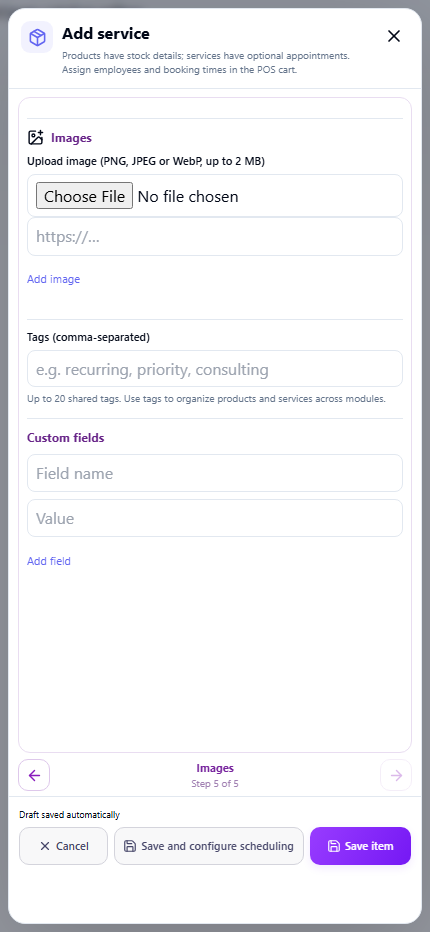 Add service
Products have stock details; services have optional appointments.
Assign employees and booking times in the POS cart.
Images
Upload image (PNG, JPEG or WebP, up to 2 MB)
Choose File No file chosen
https://...
Add image
Tags (comma-separated)
e.g. recurring, priority, consulting
Up to 20 shared tags. Use tags to organize products and services across modules.
Custom fields
Field name
Value
Add field
Images
Step 5 of 5
Draft saved automatically
Cancel
Save and configure scheduling
Save item